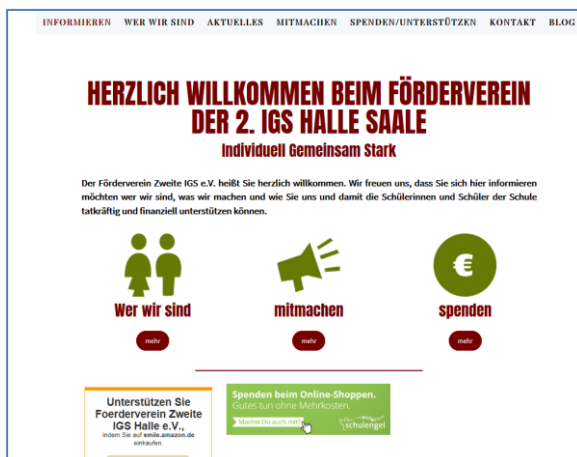 INFORMIEREN WER WIR SIND AKTUELLES MITMACHEN SPENDEN/UNTERSTÜTZEN KONTAKT BLOG
HERZLICH WILLKOMMEN BEIM FÖRDERVEREIN
DER 2. IGS HALLE SAALE
Individuell Gemeinsam Stark
Der Förderverein Zweite IGS e.V. heißt Sie herzlich willkommen. Wir freuen uns, dass Sie sich hier informieren
möchten wer wir sind, was wir machen und wie Sie uns und damit die Schülerinnen und Schüler der Schule
tatkräftig und finanziell unterstützen können.
€
Wer wir sind mitmachen spenden
mehr mehr mehr
Unterstützen Sie
Foerderverein Zweite
IGS Halle e.V.,
indem Sie auf smile.amazon.de
einkaufen.
Spenden beim Online-Shoppen.
Gutes tun ohne Mehrkosten.
Machst Du auch mit?
schulengel